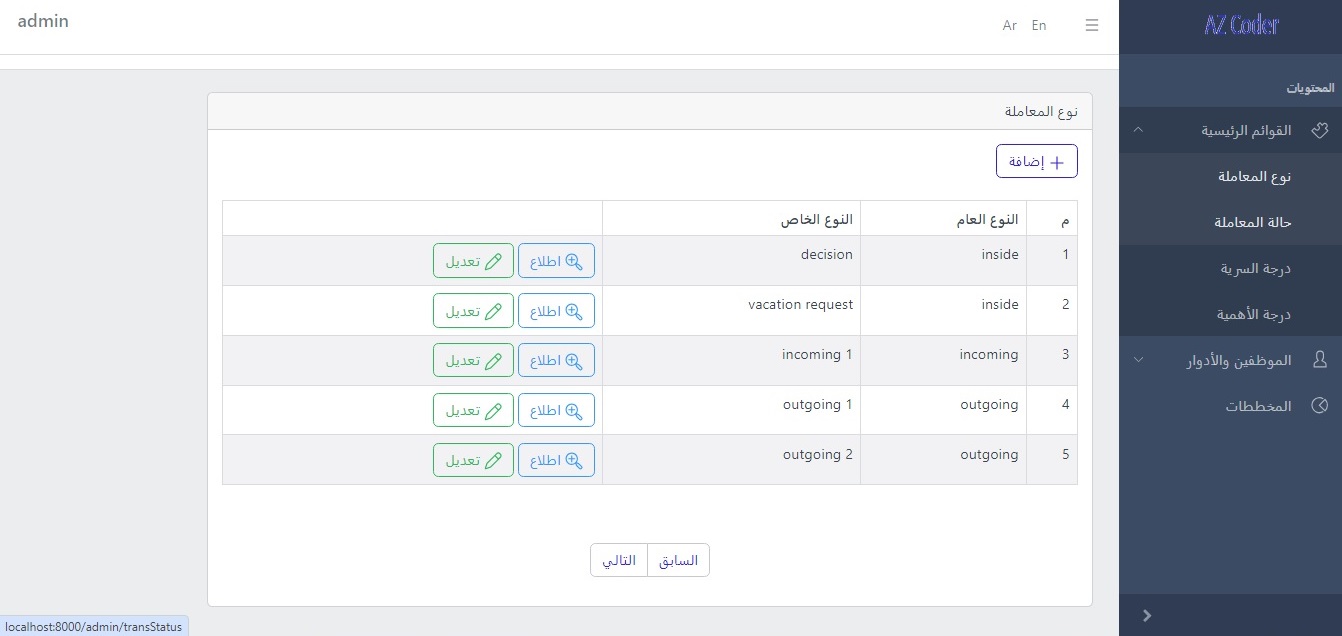 admin
Ar En
AZ Coder
المحتويات
القوائم الرئيسية
نوع المعاملة
حالة المعاملة
درجة السرية
درجة الأهمية
الموظفين والأدوار
المخططات
نوع المعاملة
إضافة
م النوع العام النوع الخاص
1 inside decision اطلاع تعديل
2 inside vacation request اطلاع تعديل
3 incoming incoming 1 اطلاع تعديل
4 outgoing outgoing 1 اطلاع تعديل
5 outgoing outgoing 2 اطلاع تعديل
السابق التالي
localhost:8000/admin/transStatus